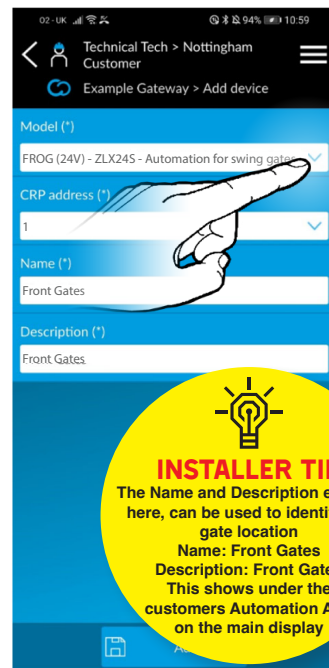 O2-UK 94% 10:59
Technical Tech > Nottingham
Customer
Example Gateway > Add device
Model (*)
FROG (24V) - ZLX24S - Automation for swing gates
CRP address (*)
1
Name (*)
Front Gates
Description (*)
Front Gates
INSTALLER TI
The Name and Description e
here, can be used to identi
gate location
Name: Front Gates
Description: Front Gate
This shows under the
customers Automation A
on the main display